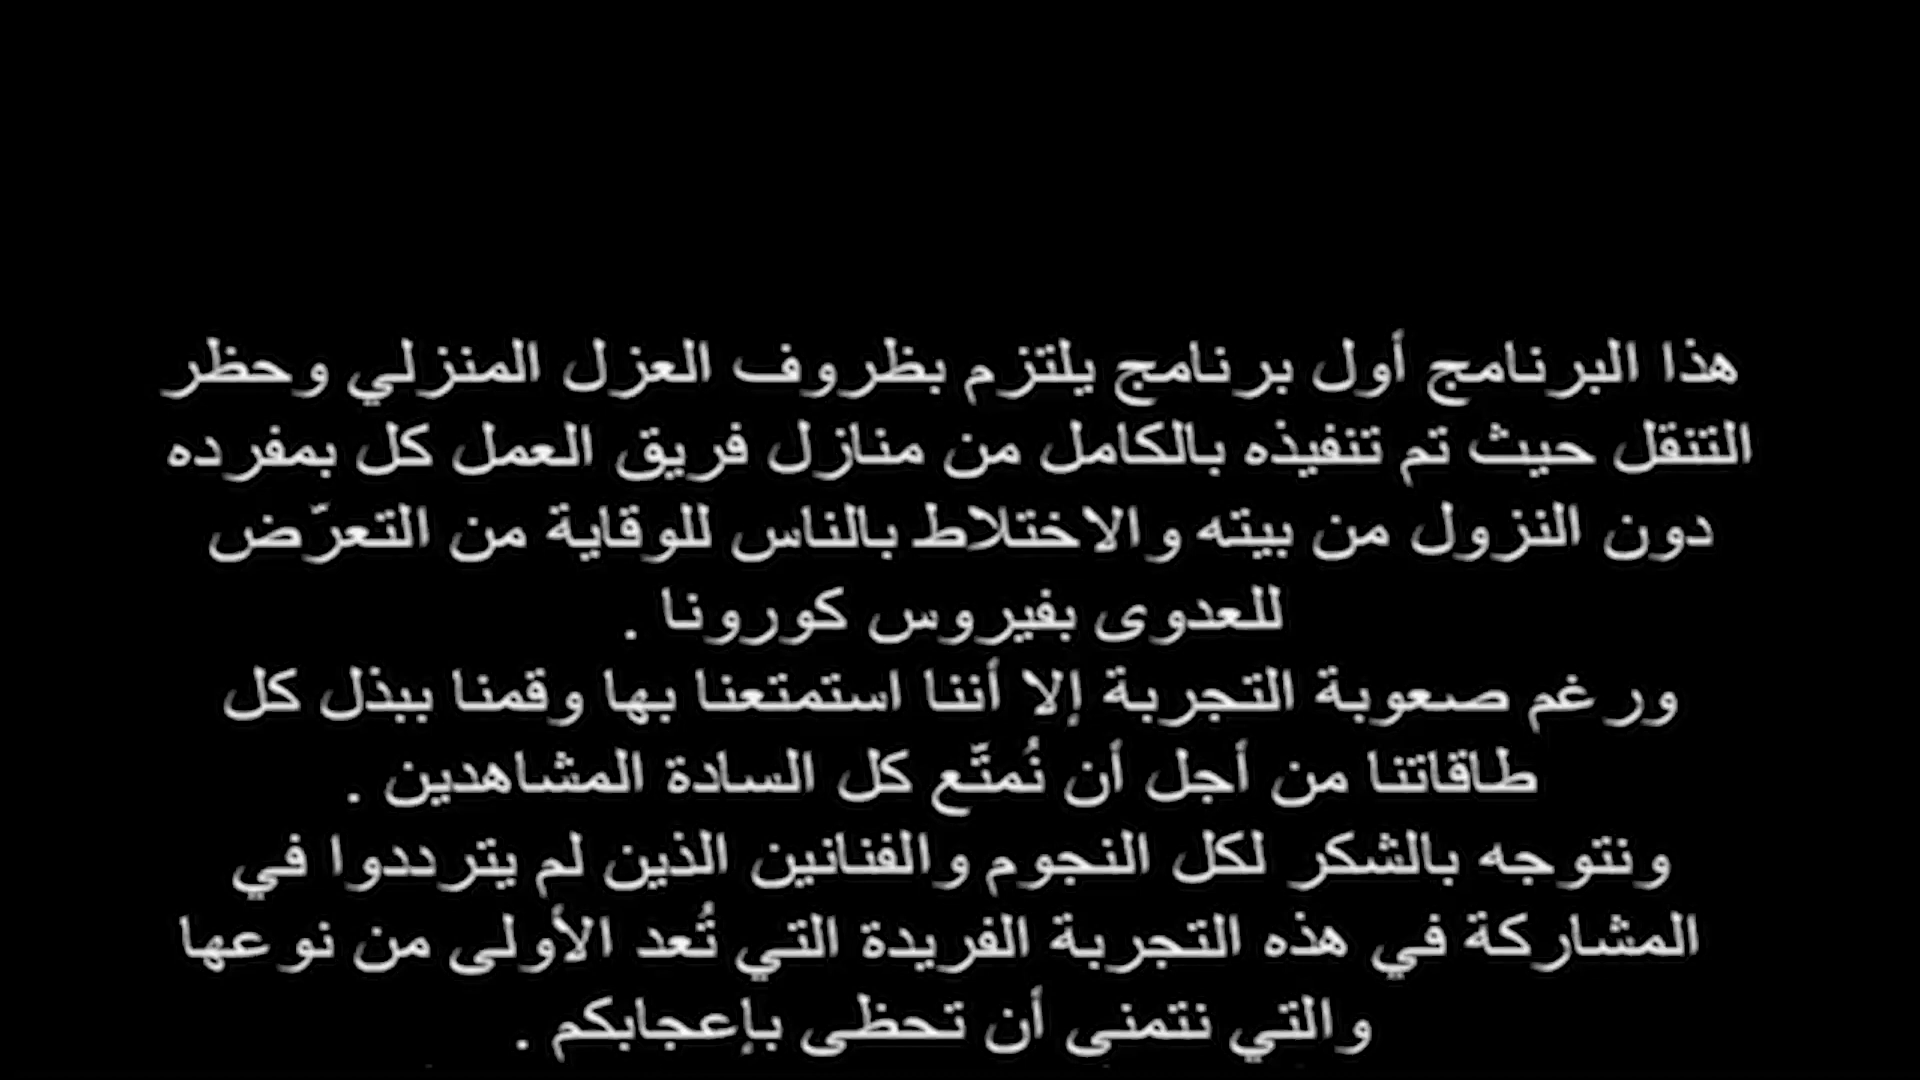 هذا البرنامج أول برنامج يلتزم بظروف العزل المنزلي وحظر
التنقل حيث تم تنفيذه بالكامل من منازل فريق العمل كل بمفرده
دون النزول من بيته والاختلاط بالناس للوقاية من التعرّض
للعدوى بفيروس كورونا .
ورغم صعوبة التجربة إلا أننا استمتعنا بها وقمنا ببذل كل
طاقاتنا من أجل أن نُمتّع كل السادة المشاهدين .
ونتوجه بالشكر لكل النجوم والفنانين الذين لم يترددوا في
المشاركة في هذه التجربة الفريدة التي تُعد الأولى من نوعها
والتي نتمنى أن تحظى بإعجابكم .